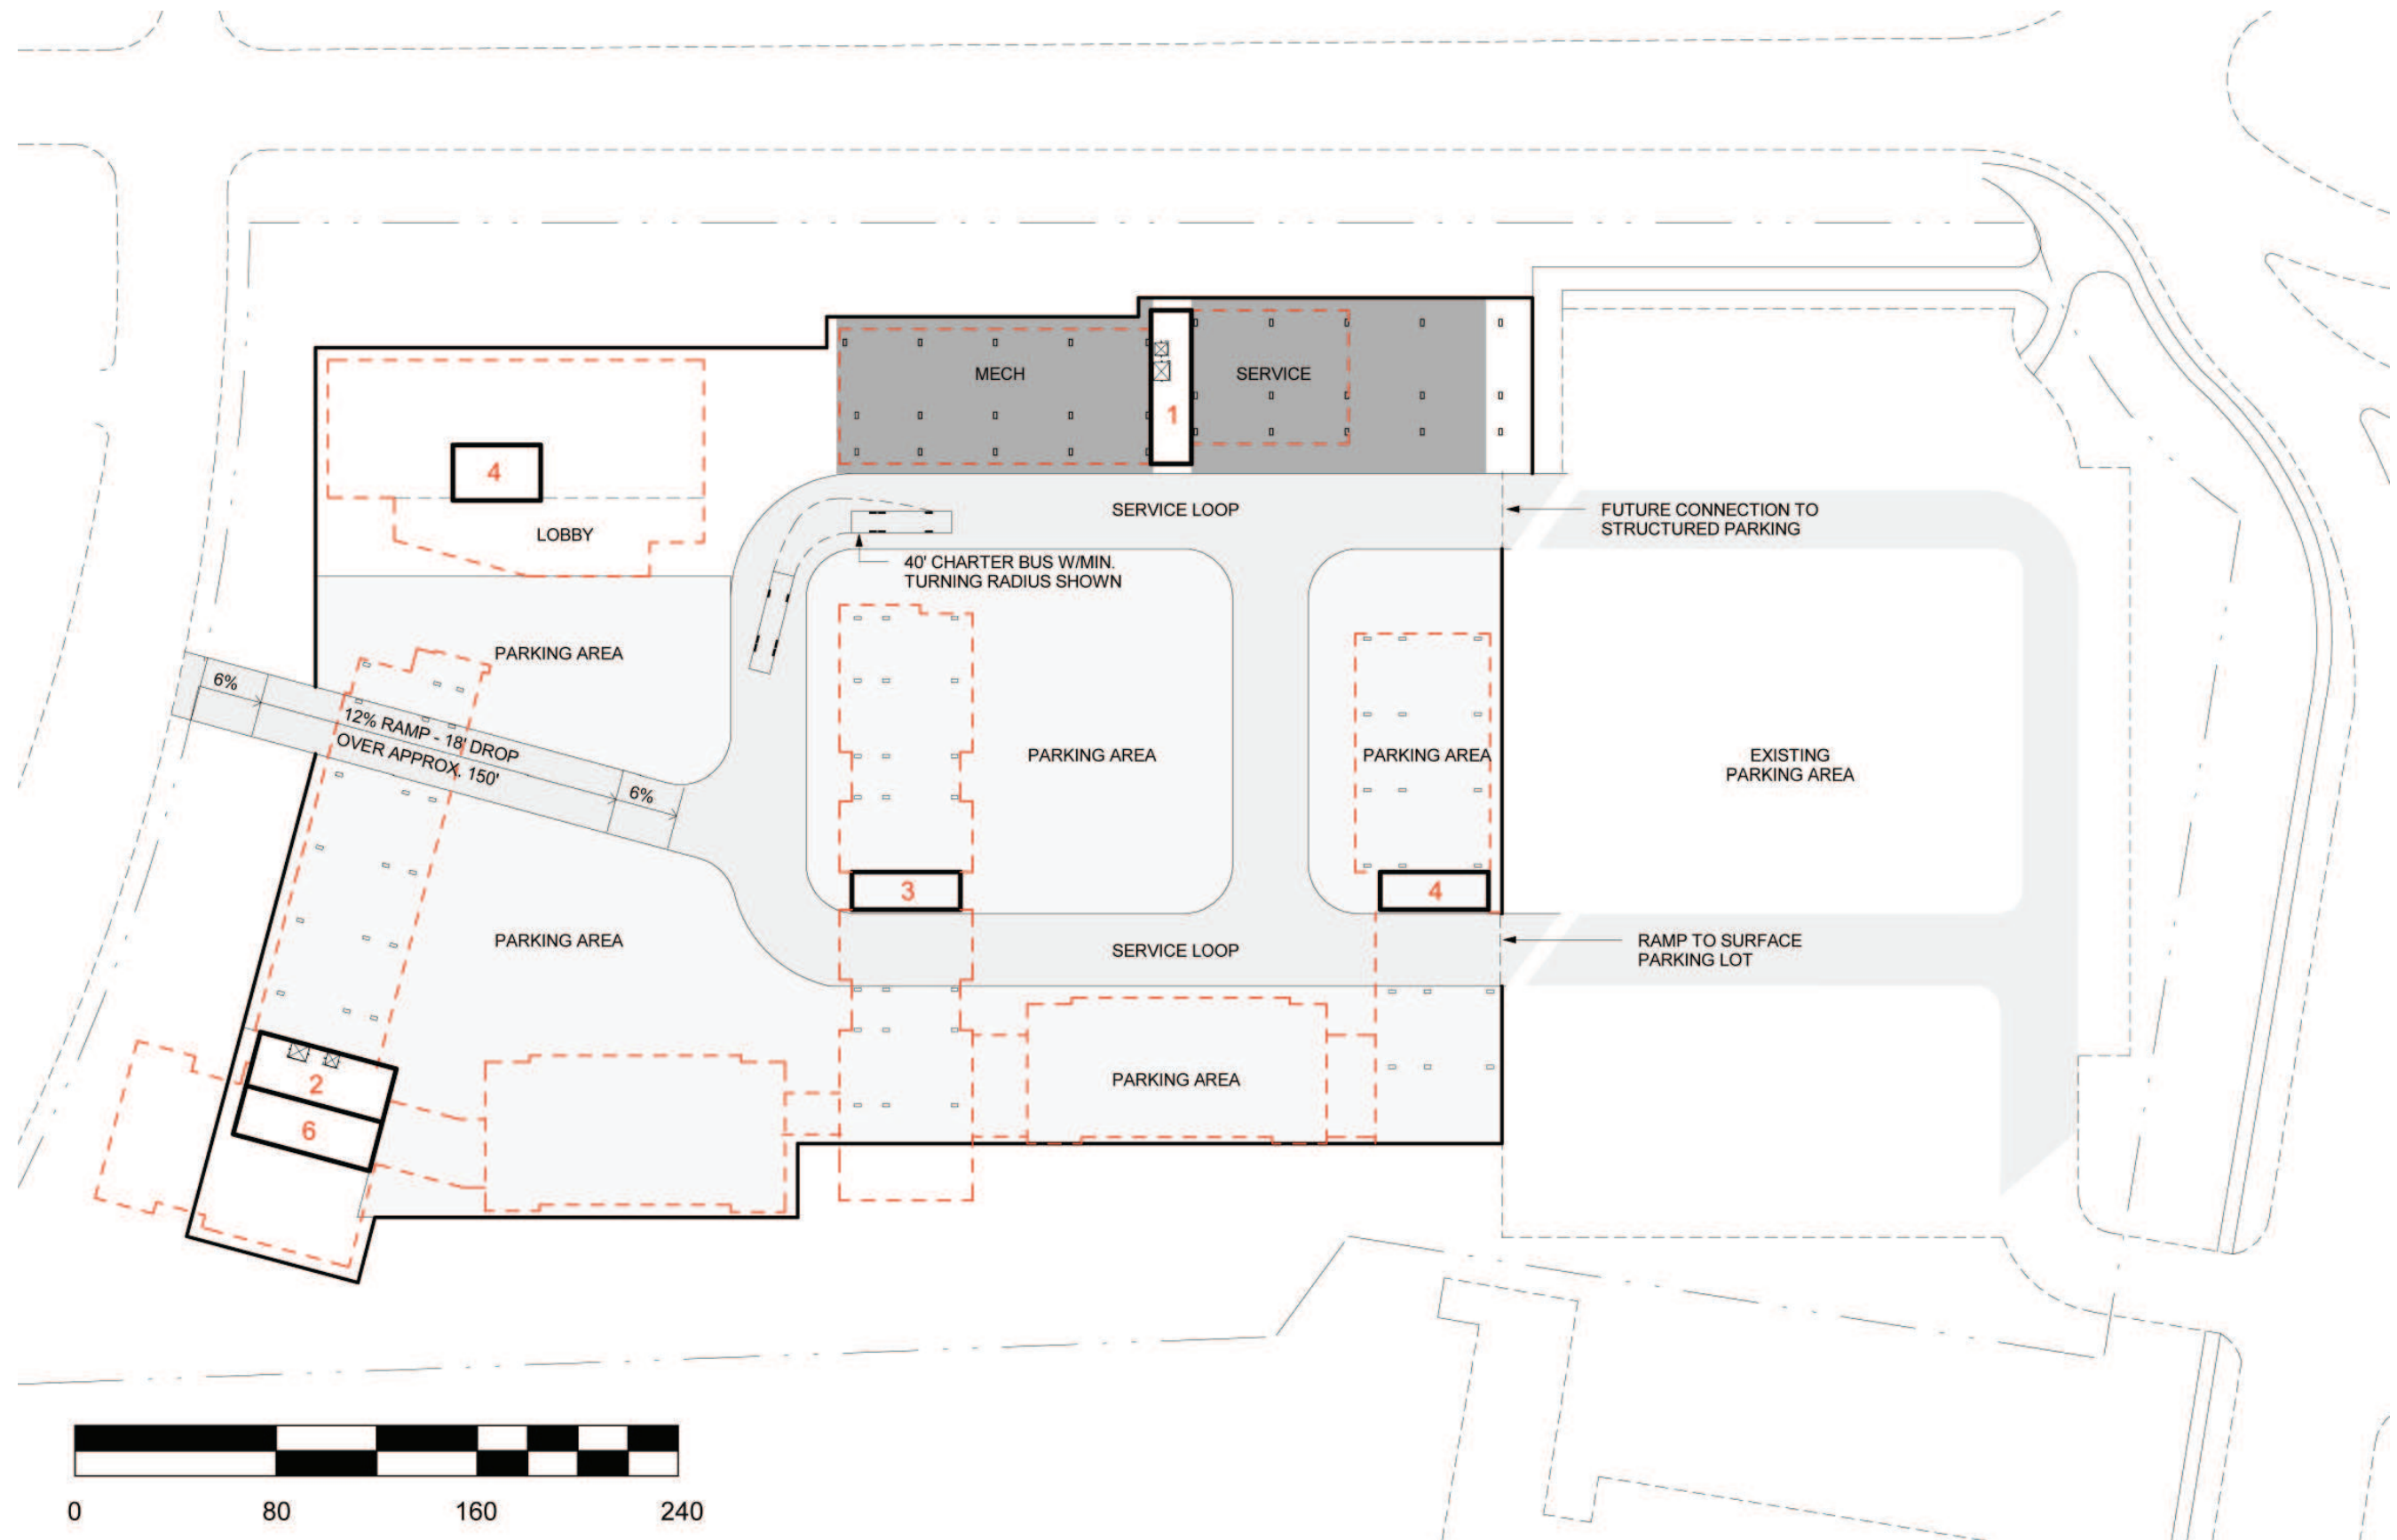 MECH
SERVICE
1
4
LOBBY
SERVICE LOOP
FUTURE CONNECTION TO
STRUCTURED PARKING
40' CHARTER BUS W/MIN.
TURNING RADIUS SHOWN
PARKING AREA
6%
12% RAMP - 18' DROP
OVER APPROX. 150'
6%
PARKING AREA
PARKING AREA
EXISTING
PARKING AREA
3
4
PARKING AREA
SERVICE LOOP
RAMP TO SURFACE
PARKING LOT
2
6
PARKING AREA
0 80 160 240